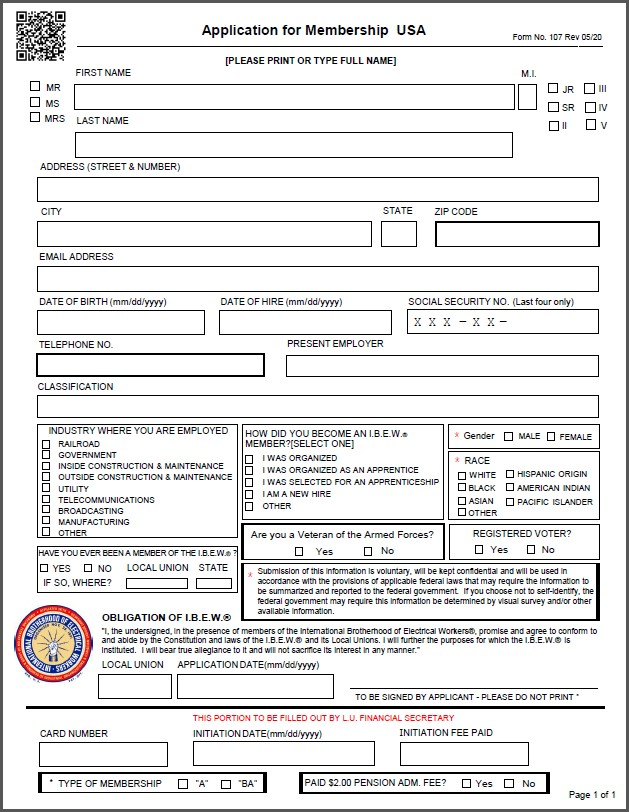 Application for Membership  USA
Form No. 107 Rev 05/20
[PLEASE PRINT OR TYPE FULL NAME]
FIRST NAME
M.I.
MR
MS
MRS
JR
III
SR
IV
II
V
LAST NAME
ADDRESS (STREET & NUMBER)
CITY
STATE
ZIP CODE
EMAIL ADDRESS
DATE OF BIRTH (mm/dd/yyyy)
DATE OF HIRE (mm/dd/yyyy)
SOCIAL SECURITY NO. (Last four only)
X X X – X X –
TELEPHONE NO.
PRESENT EMPLOYER
CLASSIFICATION
INDUSTRY WHERE YOU ARE EMPLOYED
RAILROAD
GOVERNMENT
INSIDE CONSTRUCTION & MAINTENANCE
OUTSIDE CONSTRUCTION & MAINTENANCE
UTILITY
TELECOMMUNICATIONS
BROADCASTING
MANUFACTURING
OTHER
HOW DID YOU BECOME AN I.B.E.W.®
MEMBER?[SELECT ONE]
I WAS ORGANIZED
I WAS ORGANIZED AS AN APPRENTICE
I WAS SELECTED FOR AN APPRENTICESHIP
I AM A NEW HIRE
OTHER
* Gender
MALE
FEMALE
* RACE
WHITE
HISPANIC ORIGIN
BLACK
AMERICAN INDIAN
ASIAN
PACIFIC ISLANDER
OTHER
Are you a Veteran of the Armed Forces?
Yes
No
REGISTERED VOTER?
Yes
No
HAVE YOU EVER BEEN A MEMBER OF THE I.B.E.W.® ?
YES
NO
LOCAL UNION
STATE
IF SO, WHERE?
* Submission of this information is voluntary, will be kept confidential and will be used in
accordance with the provisions of applicable federal laws that may require the information to
be summarized and reported to the federal government.  If you choose not to self-identify, the
federal government may require this information be determined by visual survey and/or other
available information.
INTERNATIONAL BROTHERHOOD OF ELECTRICAL WORKERS
OBLIGATION OF I.B.E.W.®
"I, the undersigned, in the presence of members of the International Brotherhood of Electrical Workers®, promise and agree to conform to
and abide by the Constitution and laws of the I.B.E.W.® and its Local Unions. I will further the purposes for which the I.B.E.W.® is
instituted.  I will bear true allegiance to it and will not sacrifice its interest in any manner."
LOCAL UNION
APPLICATION DATE(mm/dd/yyyy)
TO BE SIGNED BY APPLICANT - PLEASE DO NOT PRINT *
THIS PORTION TO BE FILLED OUT BY L.U. FINANCIAL SECRETARY
CARD NUMBER
INITIATION DATE(mm/dd/yyyy)
INITIATION FEE PAID
* TYPE OF MEMBERSHIP
"A"
"BA"
PAID $2.00 PENSION ADM. FEE?
Yes
No
Page 1 of 1